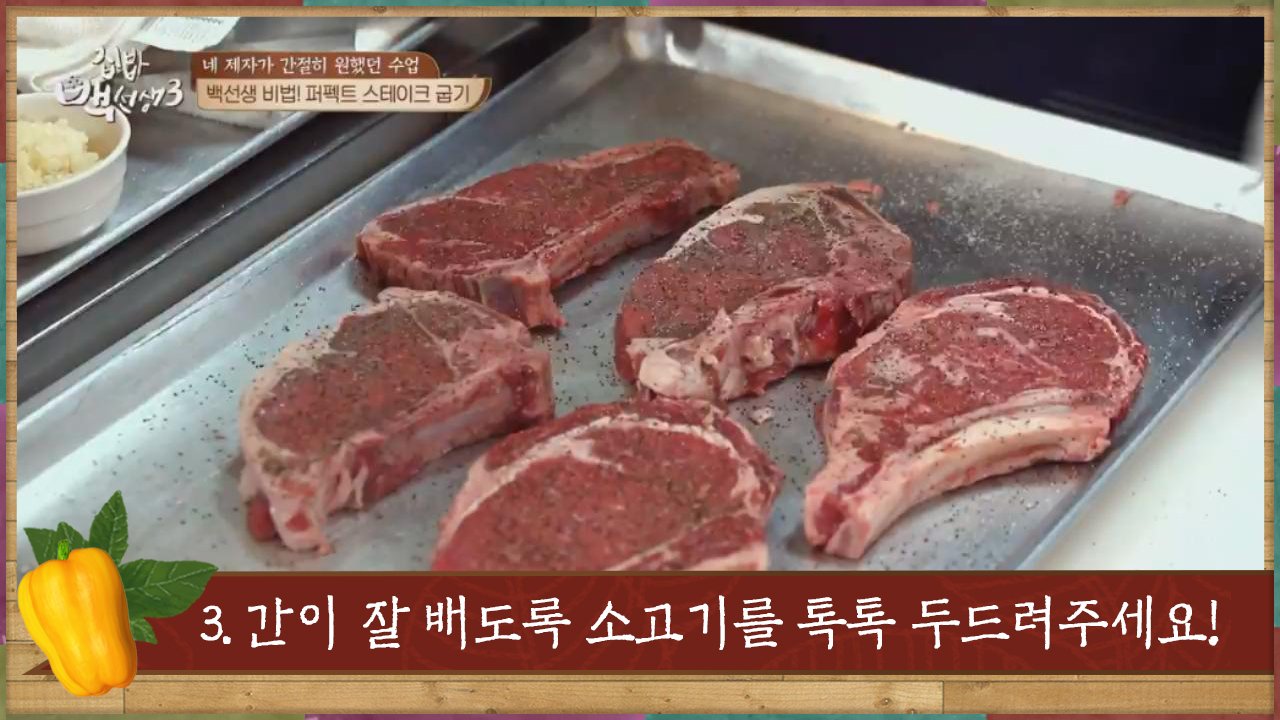 집밥
백선생3
네 제자가 간절히 원했던 수업
백선생 비법! 퍼펙트 스테이크 굽기
3. 간이 잘 배도록 소고기를 톡톡 두드려주세요!